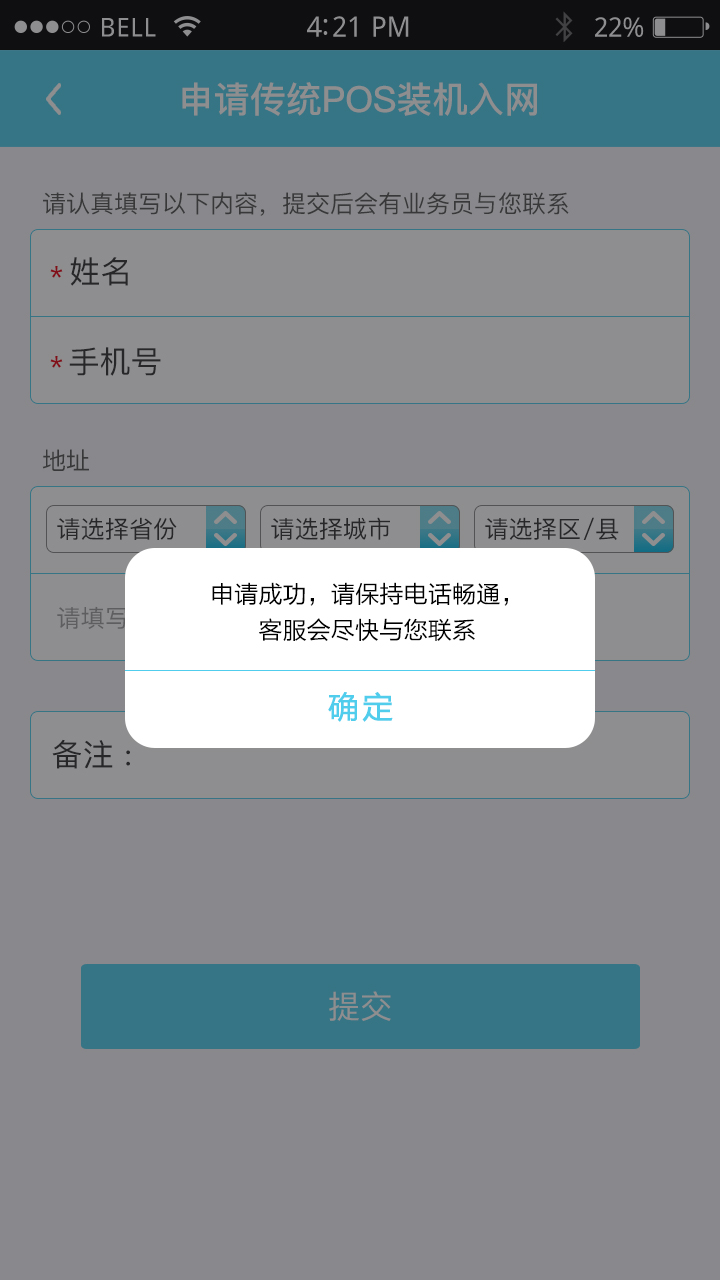 BELL 4:21 PM 22%
申请传统POS装机入网
请认真填写以下内容，提交后会有业务员与您联系
*姓名
*手机号
地址
请选择省份 请选择城市 请选择区/县
请填写
申请成功，请保持电话畅通，
客服会尽快与您联系
确定
备注：
提交